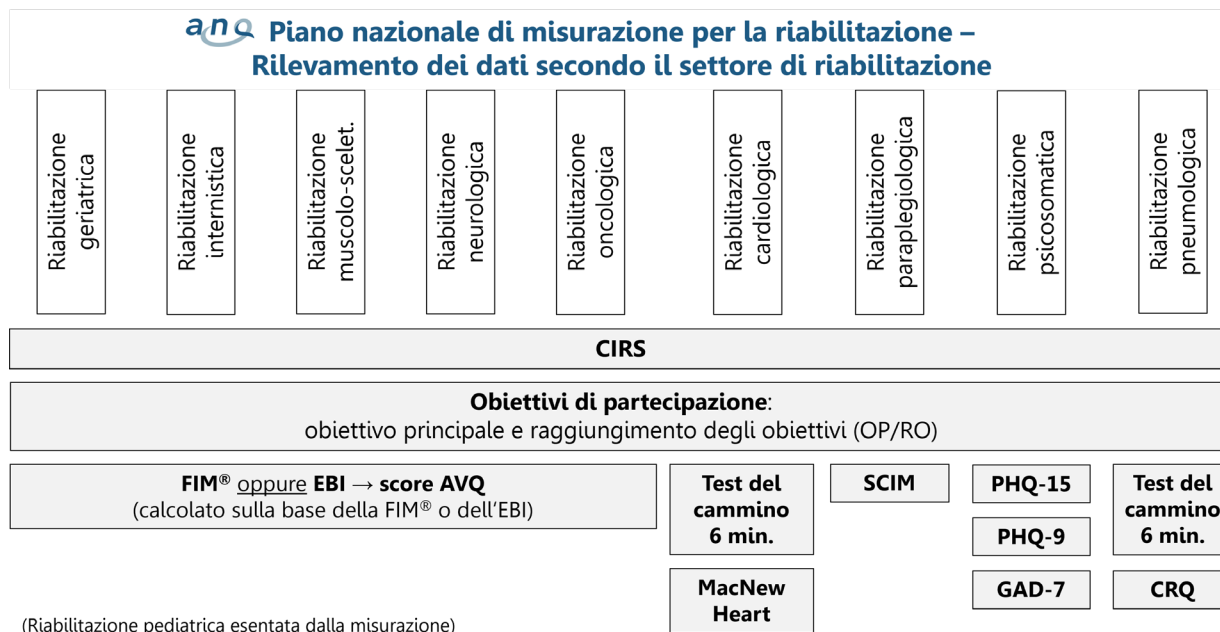 anq Piano nazionale di misurazione per la riabilitazione –
Rilevamento dei dati secondo il settore di riabilitazione
Riabilitazione
geriatrica
Riabilitazione
internistica
Riabilitazione
muscolo-scelet.
Riabilitazione
neurologica
Riabilitazione
oncologica
Riabilitazione
cardiologica
Riabilitazione
paraplegiologica
Riabilitazione
psicosomatica
Riabilitazione
pneumologica
CIRS
Obiettivi di partecipazione:
obiettivo principale e raggiungimento degli obiettivi (OP/RO)
FIM® oppure EBI → score AVQ
(calcolato sulla base della FIM® o dell’EBI)
Test del
cammino
6 min.
MacNew
Heart
SCIM
PHQ-15
PHQ-9
GAD-7
Test del
cammino
6 min.
CRQ
(Riabilitazione pediatrica esentata dalla misurazione)